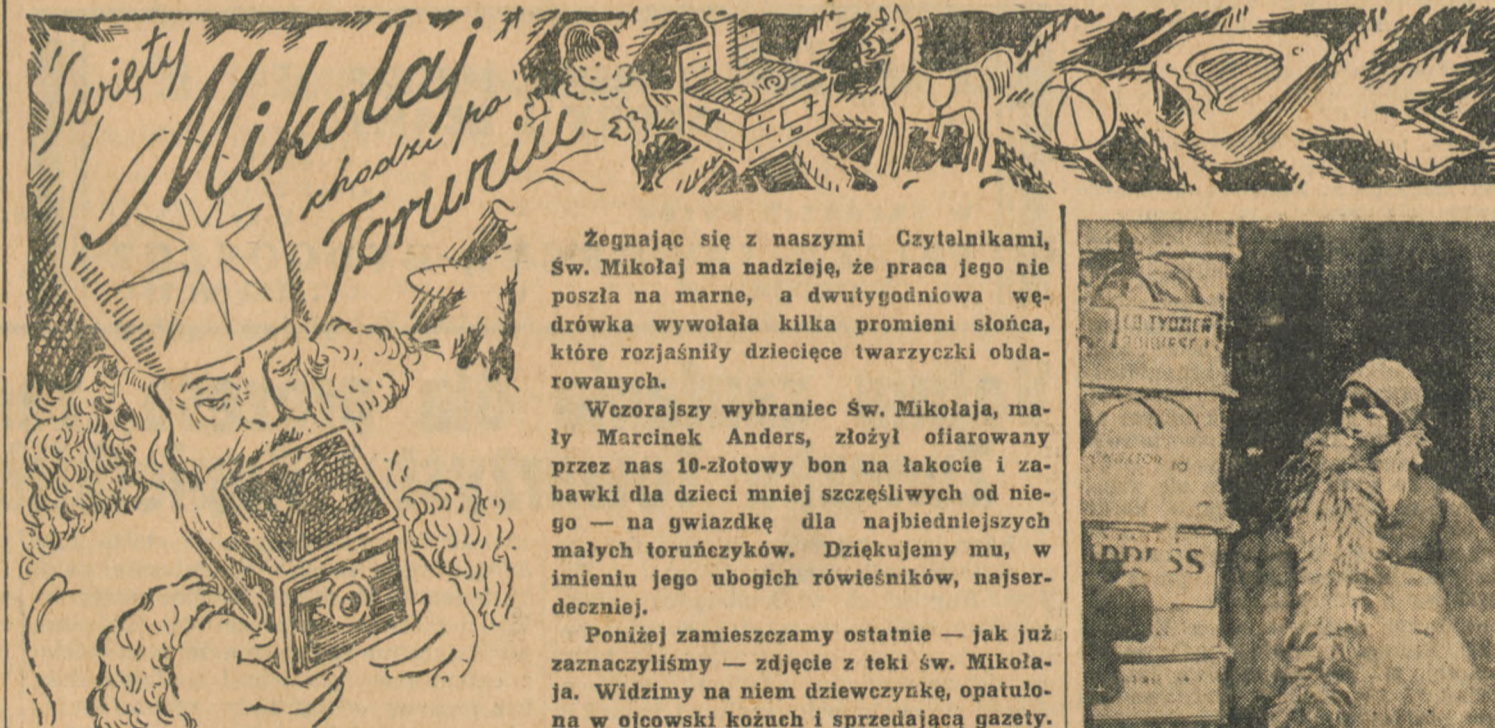 Święty
Mikołaj
chodzi po
Toruniu
Żegnając się z naszymi Czytelnikami,
Św. Mikołaj ma nadzieję, że praca jego nie
poszła na marne, a dwutygodniowa wę-
drówka wywołała kilka promieni słońca,
które rozjaśniły dziecięce twarzyczki obda-
rowanych.
Wczorajszy wybraniec Św. Mikołaja, ma-
ły Marcinek Anders, złożył ofiarowany
przez nas 10-złotowy bon na łakocie i za-
bawki dla dzieci mniej szczęśliwych od nie-
go — na gwiazdkę dla najbiedniejszych
małych toruńczyków. Dziękujemy mu, w
imieniu jego ubogich rówieśników, najser-
deczniej.
Poniżej zamieszczamy ostatnie — jak już
zaznaczyliśmy — zdjęcie z teki św. Mikoła-
ja. Widzimy na niem dziewczynkę, opatulo-
ną w ojcowski kożuch i sprzedającą gazety.
TYDZIEŃ